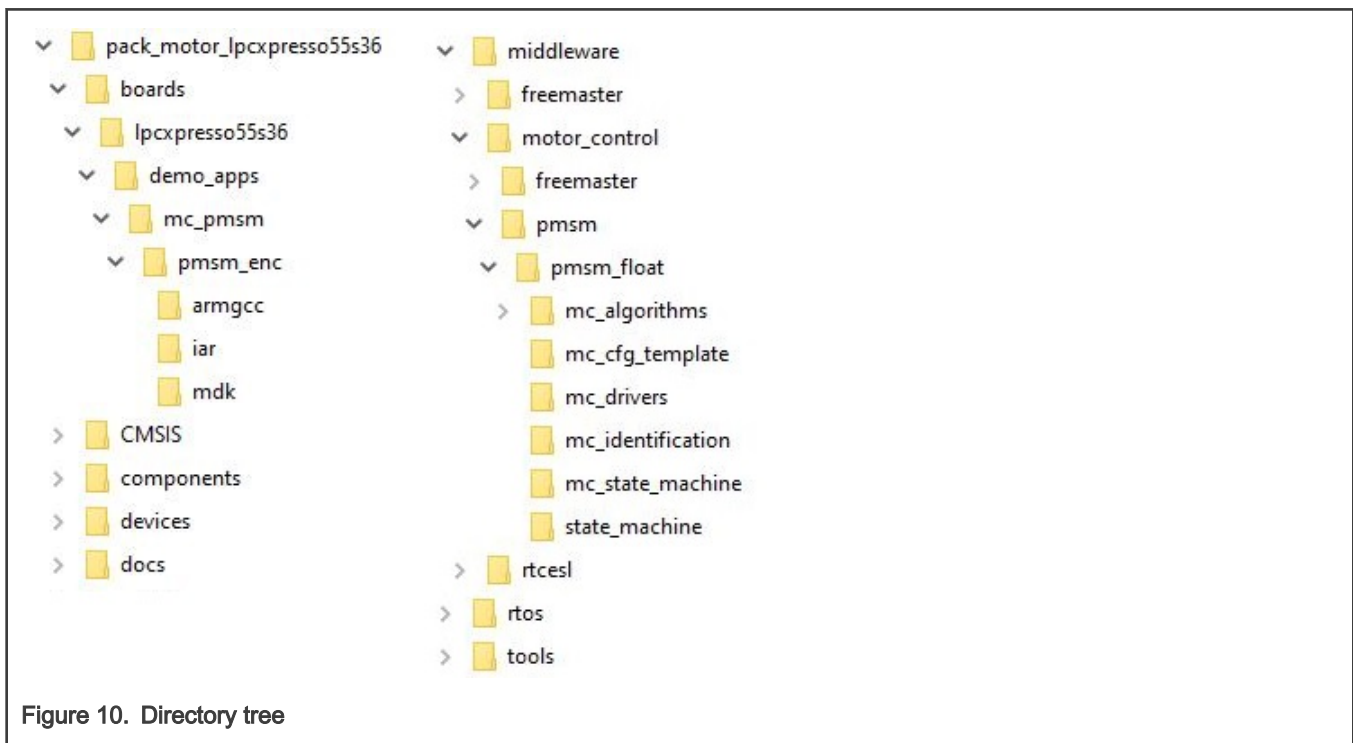 pack_motor_lpcxpresso55s36
boards
lpcxpresso55s36
demo_apps
mc_pmsm
pmsm_enc
armgcc
iar
mdk
CMSIS
components
devices
docs
middleware
freemaster
motor_control
freemaster
pmsm
pmsm_float
mc_algorithms
mc_cfg_template
mc_drivers
mc_identification
mc_state_machine
state_machine
rtcesl
rtos
tools
Figure 10. Directory tree